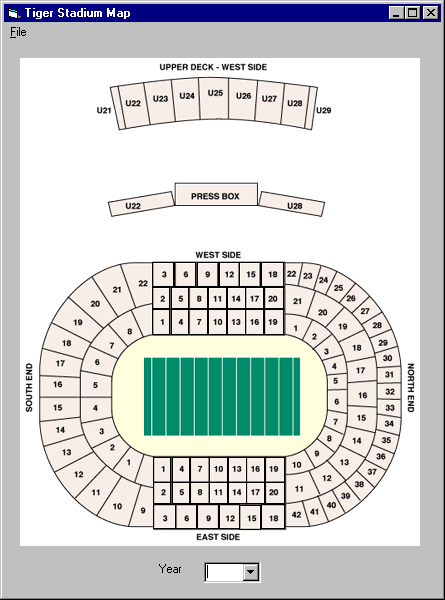 Tiger Stadium Map
File
UPPER DECK - WEST SIDE
U21 U22 U23 U24 U25 U26 U27 U28 U29
PRESS BOX
U22 U28
WEST SIDE
3 6 9 12 15 18
2 5 8 11 14 17 20
1 4 7 10 13 16 19
22 21 20 19 18 17 16 15 14 13 12 11 10 9
8 7 6 5 4 3 2 1
SOUTH END
22 23 24 25 26 27 28 29 30 31 32 33 34 35 36 37 38 39 40 41 42
21 20 19 18 17 16 15 14 13 12 11
1 2 3 4 5 6 7 8 9 10
NORTH END
1 4 7 10 13 16 19
2 5 8 11 14 17 20
3 6 9 12 15 18
EAST SIDE
Year